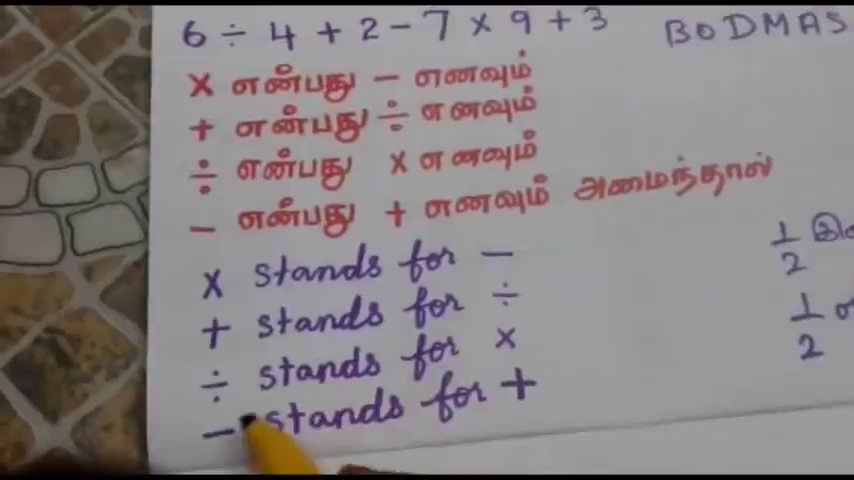 6 ÷ 4 + 2 - 7 × 9 + 3 BODMAS
× என்பது - எனவும்
+ என்பது ÷ எனவும்
÷ என்பது × எனவும்
- என்பது + எனவும் அமைந்தால்
× stands for -
+ stands for ÷
÷ stands for ×
- stands for +
1/2
1/2